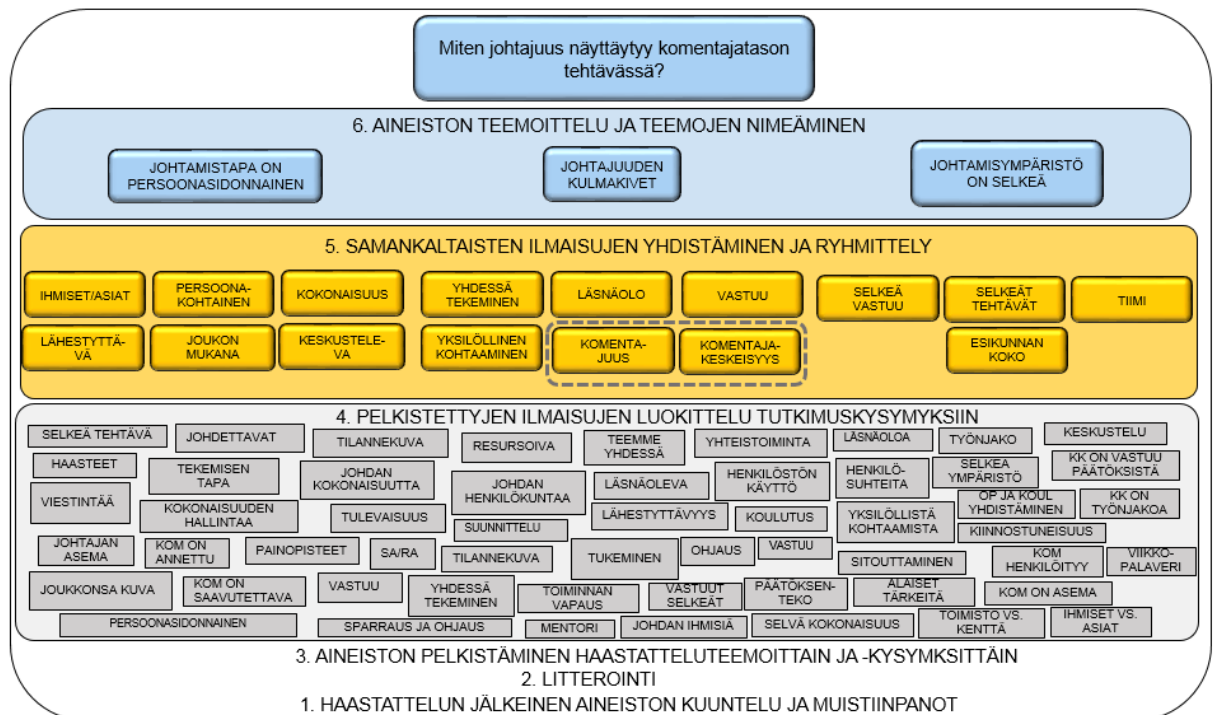 Miten johtajuus näyttäytyy komentajatason
tehtävässä?
6. AINEISTON TEEMOITTELU JA TEEMOJEN NIMEÄMINEN
JOHTAMISTAPA ON
PERSOONASIDONNAINEN
JOHTAJUUDEN
KULMAKIVET
JOHTAMISYMPÄRISTÖ
ON SELKEÄ
5. SAMANKALTAISTEN ILMAISUJEN YHDISTÄMINEN JA RYHMITTELY
IHMISET/ASIAT
PERSOONA-
KOHTAINEN
KOKONAISUUS
YHDESSÄ
TEKEMINEN
LÄSNÄOLO
VASTUU
SELKEÄ
VASTUU
SELKEÄT
TEHTÄVÄT
TIIMI
LÄHESTYTTÄ-
VÄ
JOUKON
MUKANA
KESKUSTELE-
VA
YKSILÖLLINEN
KOHTAAMINEN
KOMENTA-
JUUS
KOMENTAJA-
KESKEISYYS
ESIKUNNAN
KOKO
4. PELKISTETTYJEN ILMAISUJEN LUOKITTELU TUTKIMUSKYSYMYKSIIN
SELKEÄ TEHTÄVÄ
JOHDETTAVAT
TILANNEKUVA
RESURSOIVA
TEEMME
YHDESSÄ
YHTEISTOIMINTA
LÄSNÄOLOA
TYÖNJAKO
KESKUSTELU
HAASTEET
TEKEMISEN
TAPA
JOHDAN
KOKONAISUUTTA
JOHDAN
HENKILÖKUNTAA
LÄSNÄOLEVA
HENKILÖSTÖN
KÄYTTÖ
HENKILÖ-
SUHTEITA
SELKEA
YMPÄRISTÖ
KK ON VASTUU
PÄÄTÖKSISTÄ
VIESTINTÄÄ
KOKONAISUUDEN
HALLINTAA
TULEVAISUUS
SUUNNITTELU
LÄHESTYTTÄVYYS
KOULUTUS
YKSILÖLLISTÄ
KOHTAAMISTA
OP JA KOUL
YHDISTÄMINEN
KK ON
TYÖNJAKOA
KIINNOSTUNEISUUS
JOHTAJAN
ASEMA
KOM ON
ANNETTU
PAINOPISTEET
SA/RA
TILANNEKUVA
TUKEMINEN
OHJAUS
VASTUU
SITOUTTAMINEN
KOM
HENKILÖITYY
VIIKKO-
PALAVERI
JOUKKONSA KUVA
KOM ON
SAAVUTETTAVA
VASTUU
YHDESSÄ
TEKEMINEN
TOIMINNAN
VAPAUS
VASTUUT
SELKEÄT
PÄÄTÖKSEN-
TEKO
ALAISET
TÄRKEITÄ
KOM ON ASEMA
PERSOONASIDONNAINEN
SPARRAUS JA OHJAUS
MENTORI
JOHDAN IHMISIÄ
SELVÄ KOKONAISUUS
TOIMISTO VS.
KENTTÄ
IHMISET VS.
ASIAT
3. AINEISTON PELKISTÄMINEN HAASTATTELUTEEMOITTAIN JA -KYSYMKSITTÄIN
2. LITTEROINTI
1. HAASTATTELUN JÄLKEINEN AINEISTON KUUNTELU JA MUISTIINPANOT